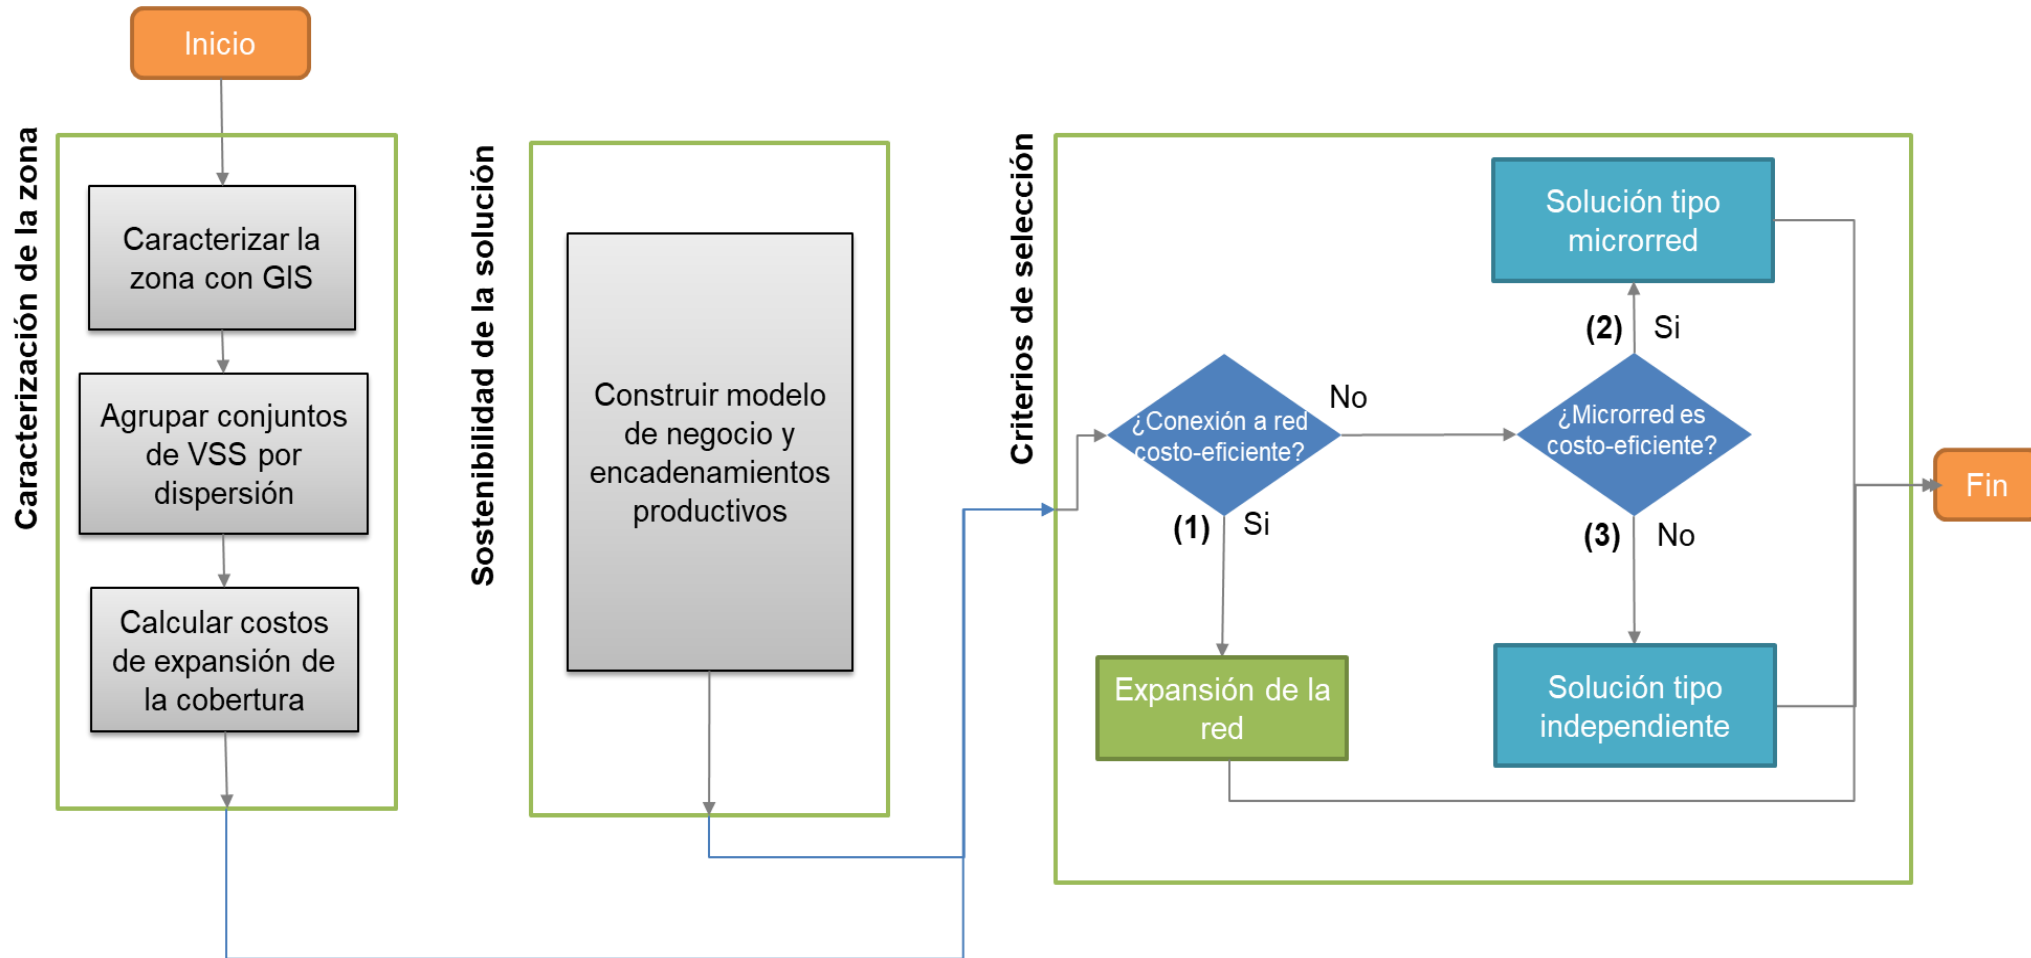 Inicio
Caracterización de la zona
Caracterizar la
zona con GIS
Agrupar conjuntos
de VSS por
dispersión
Calcular costos
de expansión de
la cobertura
Sostenibilidad de la solución
Construir modelo
de negocio y
encadenamientos
productivos
Criterios de selección
¿Conexión a red
costo-eficiente?
No
(1) Si
Expansión de la
red
¿Microrred es
costo-eficiente?
(2) Si
Solución tipo
microrred
(3) No
Solución tipo
independiente
Fin